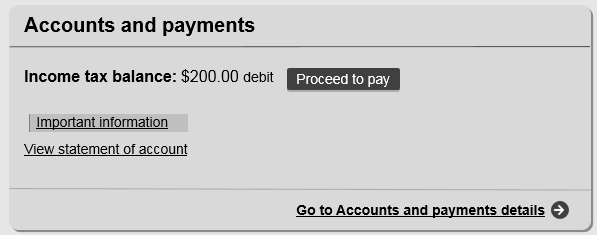 Accounts and payments
Income tax balance: $200.00 debit Proceed to pay
Important information
View statement of account
Go to Accounts and payments details